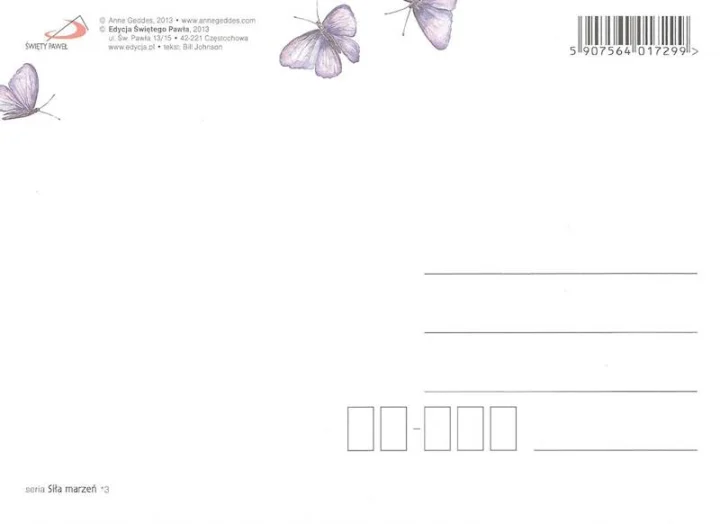 © Anne Geddes, 2013 • www.annegeddes.com
© Edycja Świętego Pawła, 2013
ul. Św. Pawła 13/15 • 42-221 Częstochowa
www.edycja.pl • tekst: Bill Johnson
ŚWIĘTY PAWEŁ
5 907564 017299 >
seria Siła marzeń *3